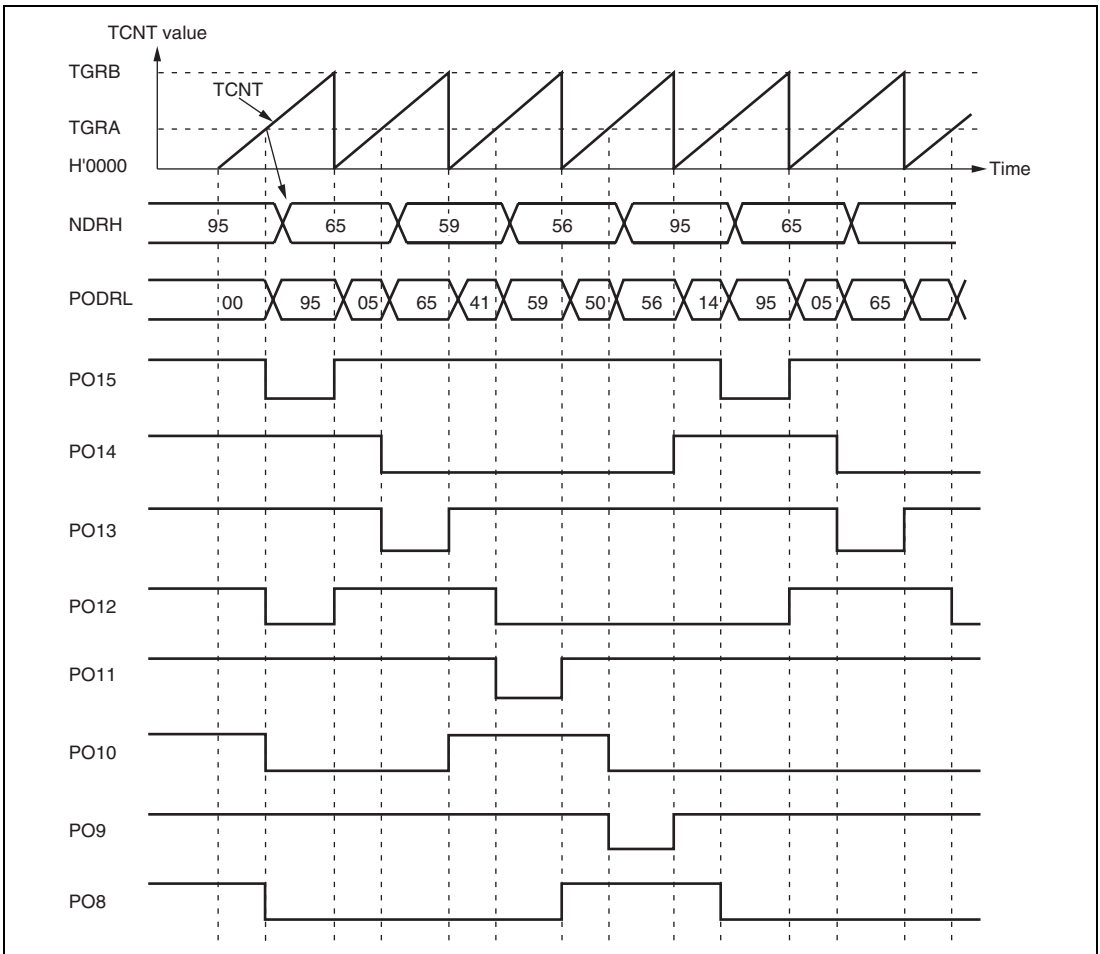 TCNT value
TGRB
TCNT
TGRA
H'0000
Time
NDRH 95 65 59 56 95 65
PODRL 00 95 05 65 41 59 50 56 14 95 05 65
PO15
PO14
PO13
PO12
PO11
PO10
PO9
PO8